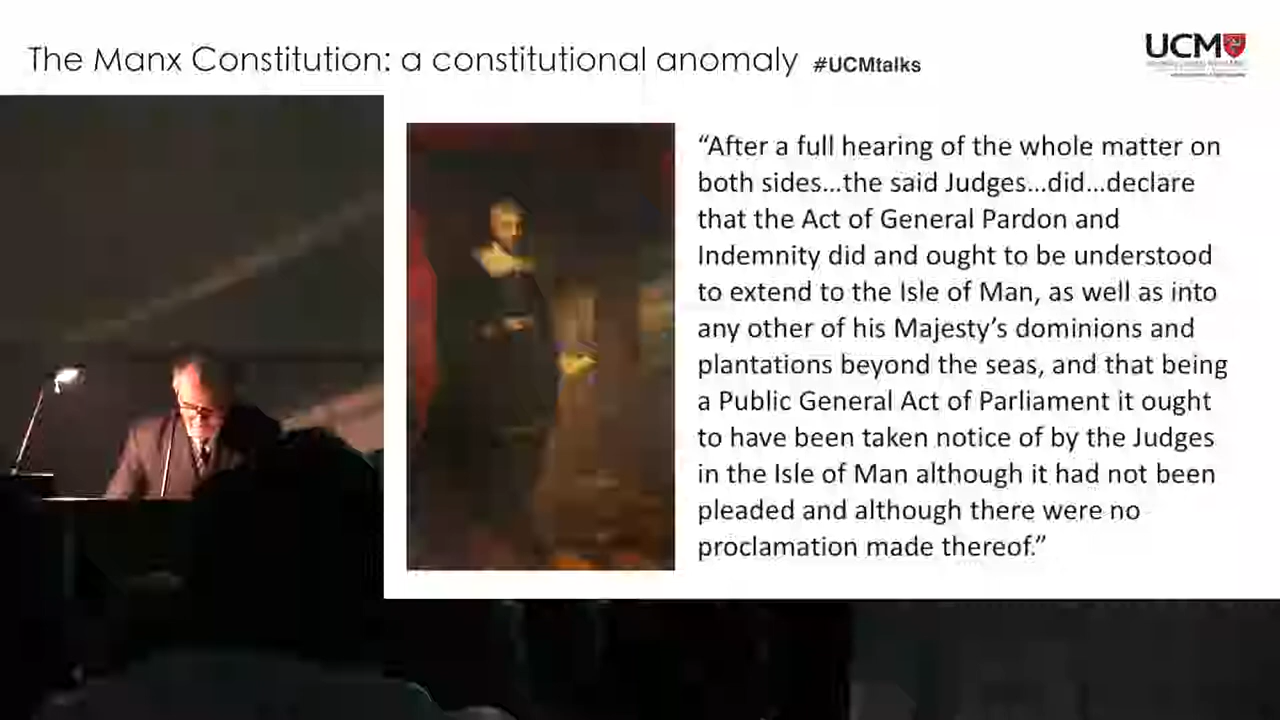 The Manx Constitution: a constitutional anomaly #UCMtalks
UCM
“After a full hearing of the whole matter on
both sides...the said Judges...did...declare
that the Act of General Pardon and
Indemnity did and ought to be understood
to extend to the Isle of Man, as well as into
any other of his Majesty’s dominions and
plantations beyond the seas, and that being
a Public General Act of Parliament it ought
to have been taken notice of by the Judges
in the Isle of Man although it had not been
pleaded and although there were no
proclamation made thereof.”